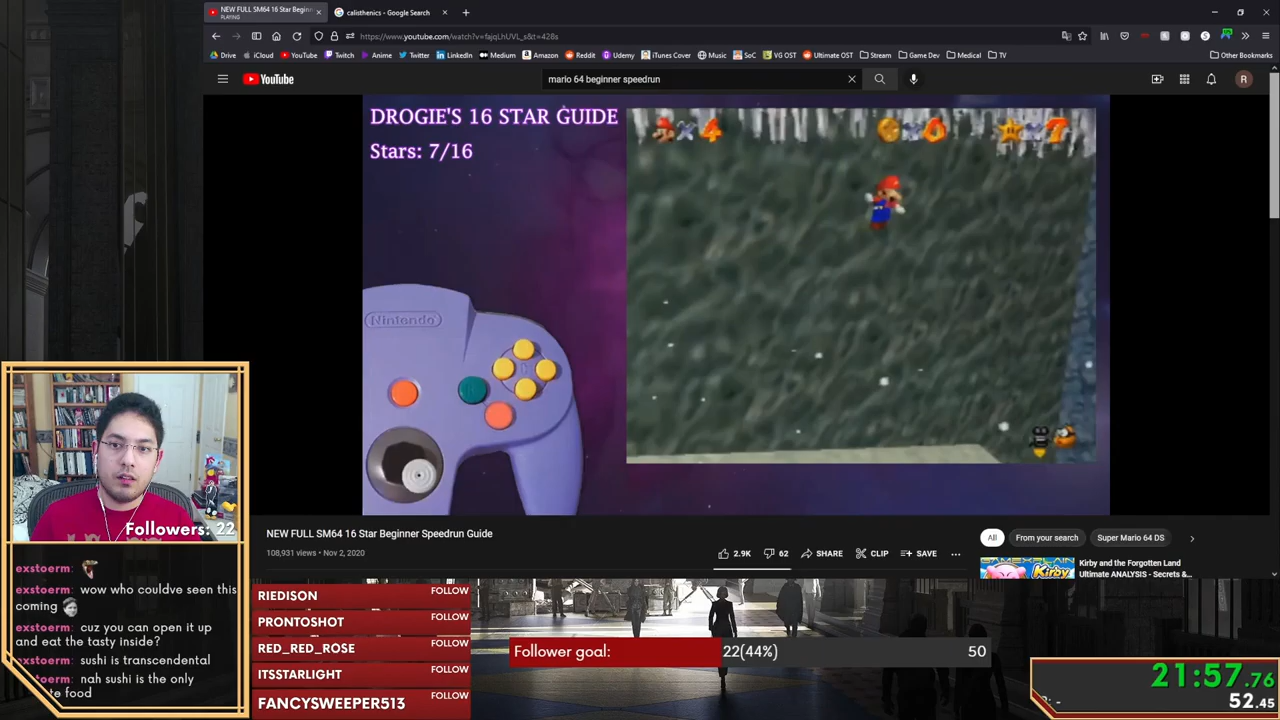 NEW FULL SM64 16 Star Beginn
PLAYING
calisthenics - Google Search
https://www.youtube.com/watch?v=fajqLhUVL_s&t=428s
Drive
iCloud
YouTube
Twitch
Anime
Twitter
LinkedIn
Medium
Amazon
Reddit
Udemy
iTunes Cover
Music
SoC
VG OST
Ultimate OST
Stream
Game Dev
Medical
TV
Other Bookmarks
YouTube
mario 64 beginner speedrun
R
DROGIE'S 16 STAR GUIDE
Stars: 7/16
×4
×0
×7
Nintendo
NEW FULL SM64 16 Star Beginner Speedrun Guide
108,931 views • Nov 2, 2020
2.9K
62
SHARE
CLIP
SAVE
All
From your search
Super Mario 64 DS
Kirby and the Forgotten Land
Ultimate ANALYSIS - Secrets &...
Kirby
Followers: 22
exstoerm:
exstoerm: wow who couldve seen this
coming
exstoerm: cuz you can open it up
and eat the tasty inside?
xstoerm: sushi is transcendental
toerm: nah sushi is the only
te food
RIEDISON FOLLOW
PRONTOSHOT FOLLOW
RED_RED_R0SE FOLLOW
ITSSTARLIGHT FOLLOW
FANCYSWEEPER513 FOLLOW
Follower goal: 22(44%) 50
21:57.76
52.45